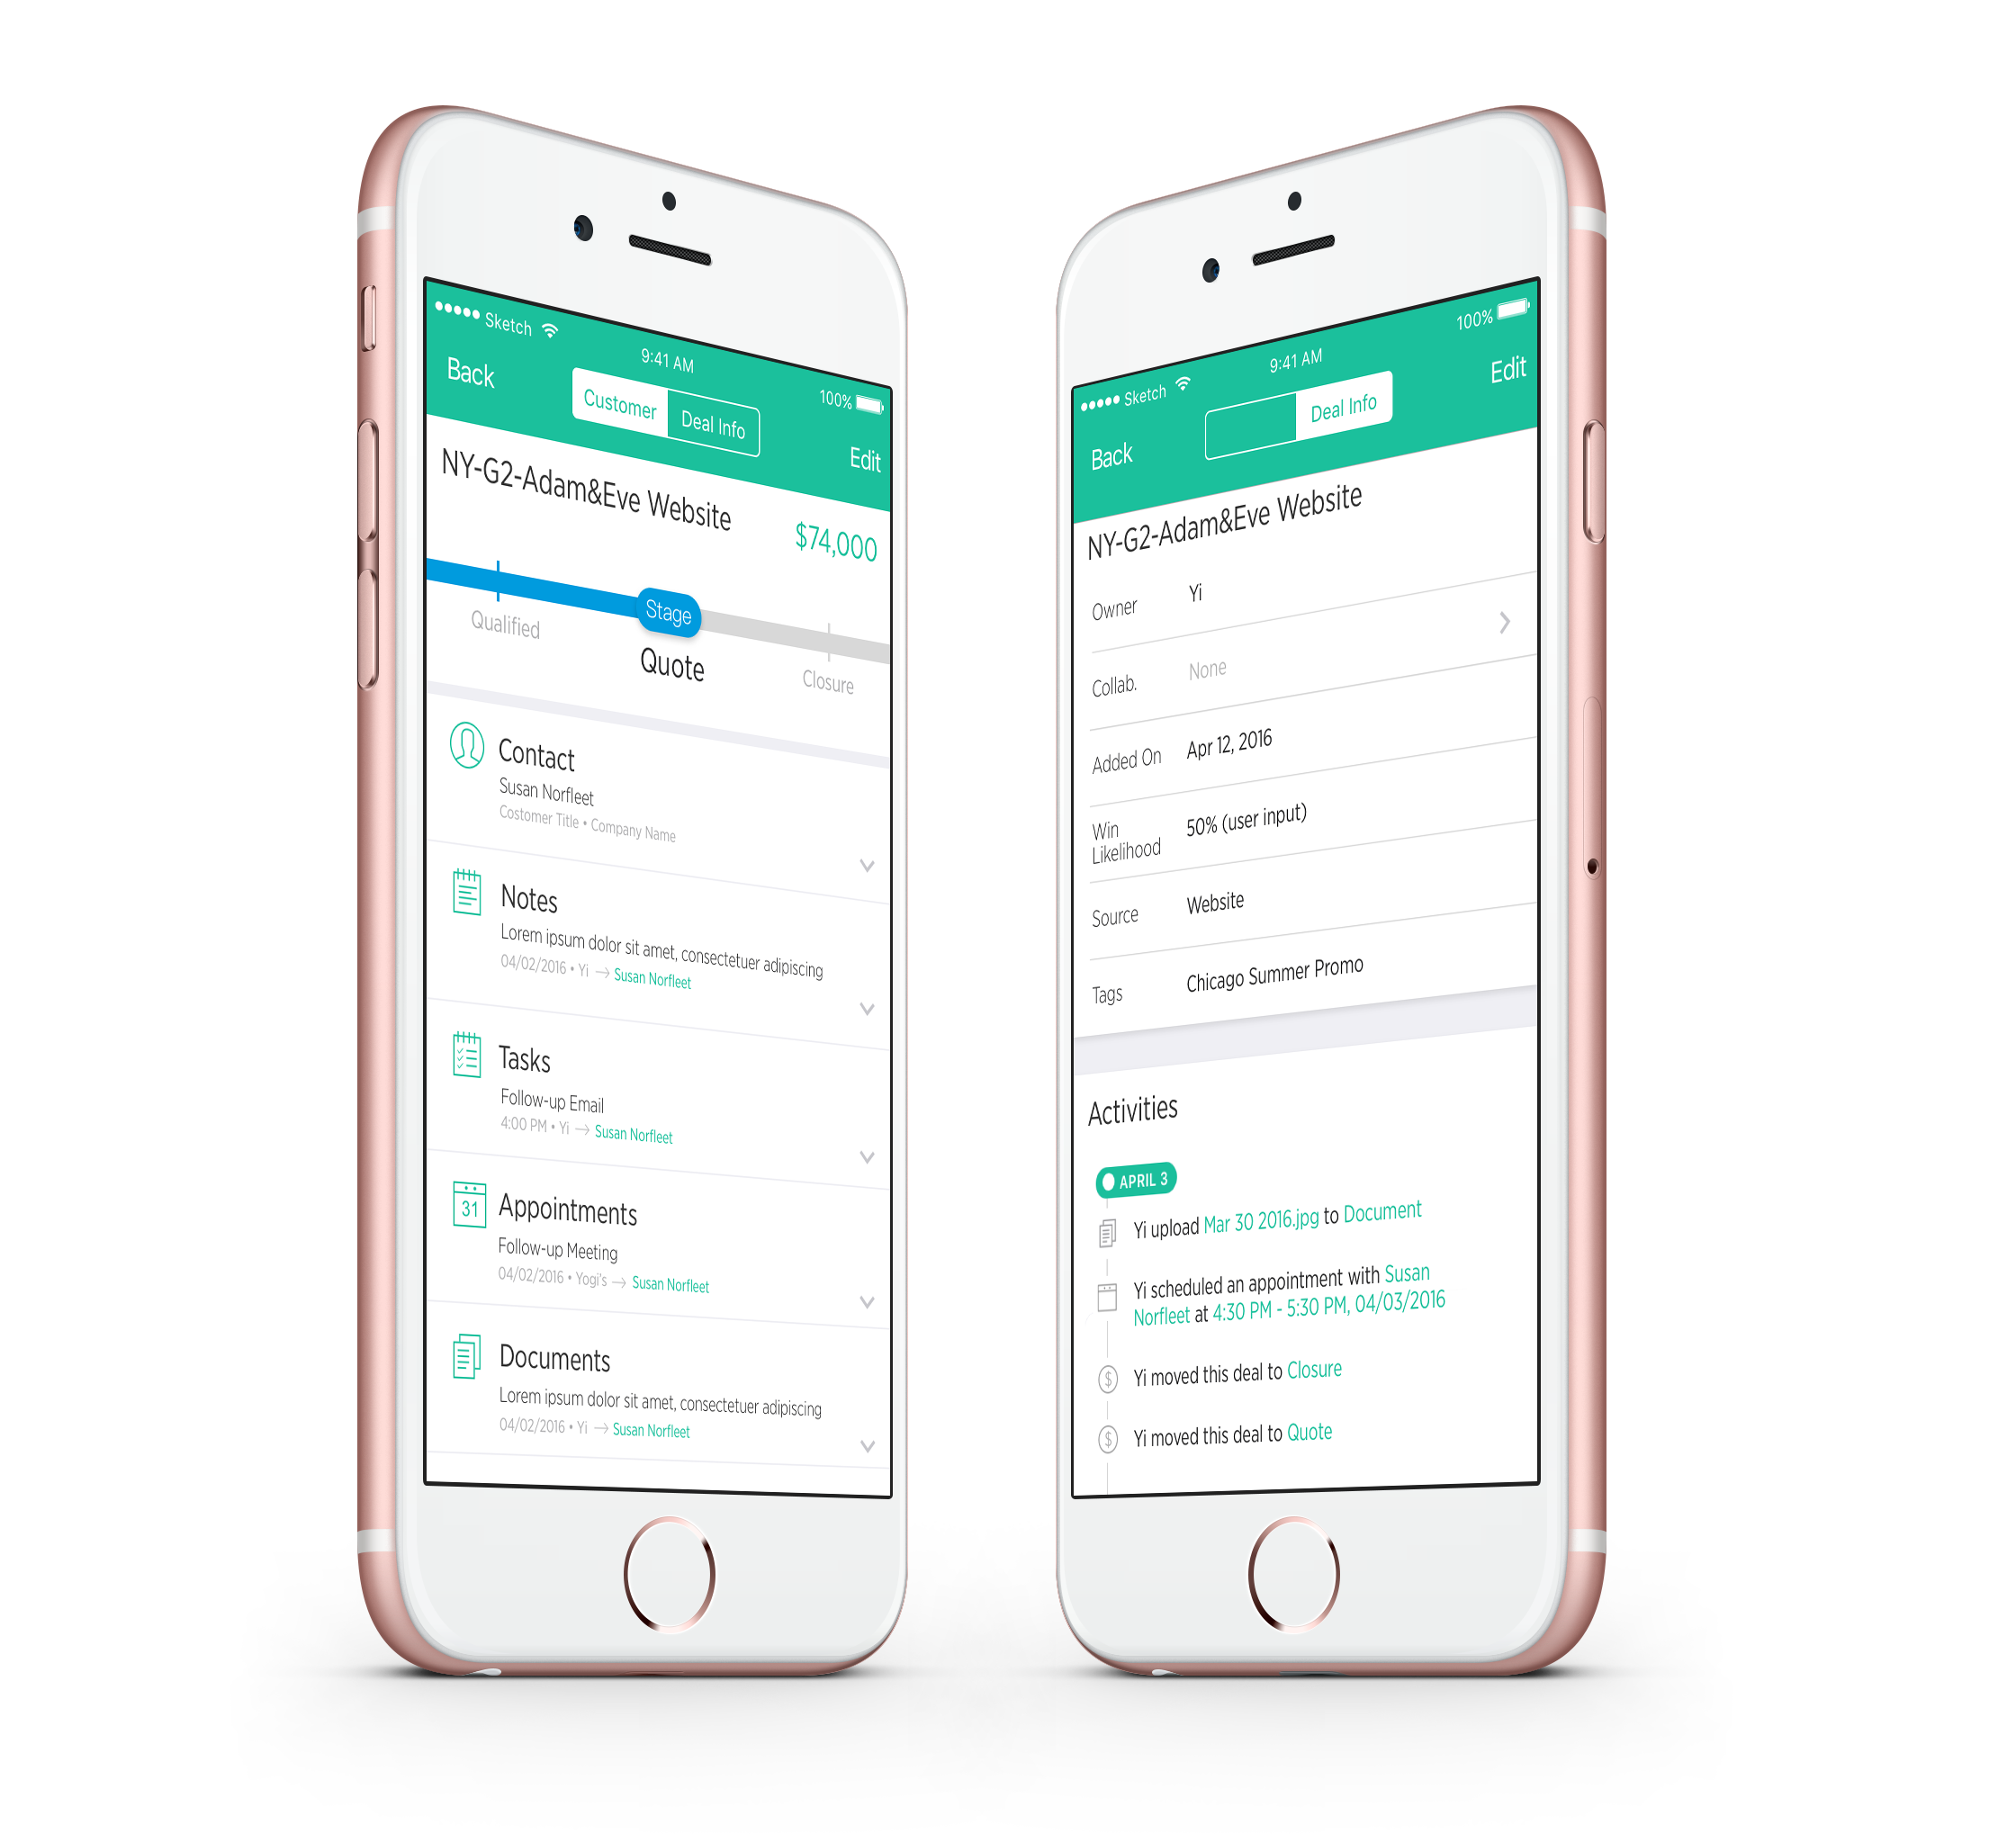 Sketch
9:41 AM
100%
Back
Customer
Deal Info
Edit
NY-G2-Adam&Eve Website
$74,000
Stage
Qualified
Quote
Closure
Contact
Susan Norfleet
Costomer Title • Company Name
Notes
Lorem ipsum dolor sit amet, consectetuer adipiscing
04/02/2016 • Yi → Susan Norfleet
Tasks
Follow-up Email
4:00 PM • Yi → Susan Norfleet
31
Appointments
Follow-up Meeting
04/02/2016 • Yogi's → Susan Norfleet
Documents
Lorem ipsum dolor sit amet, consectetuer adipiscing
04/02/2016 • Yi → Susan Norfleet
Sketch
9:41 AM
100%
Back
Deal Info
Edit
NY-G2-Adam&Eve Website
Owner Yi
Collab. None
Added On Apr 12, 2016
Win
Likelihood 50% (user input)
Source Website
Tags Chicago Summer Promo
Activities
APRIL 3
Yi upload Mar 30 2016.jpg to Document
Yi scheduled an appointment with Susan
Norfleet at 4:30 PM - 5:30 PM, 04/03/2016
$ Yi moved this deal to Closure
$ Yi moved this deal to Quote